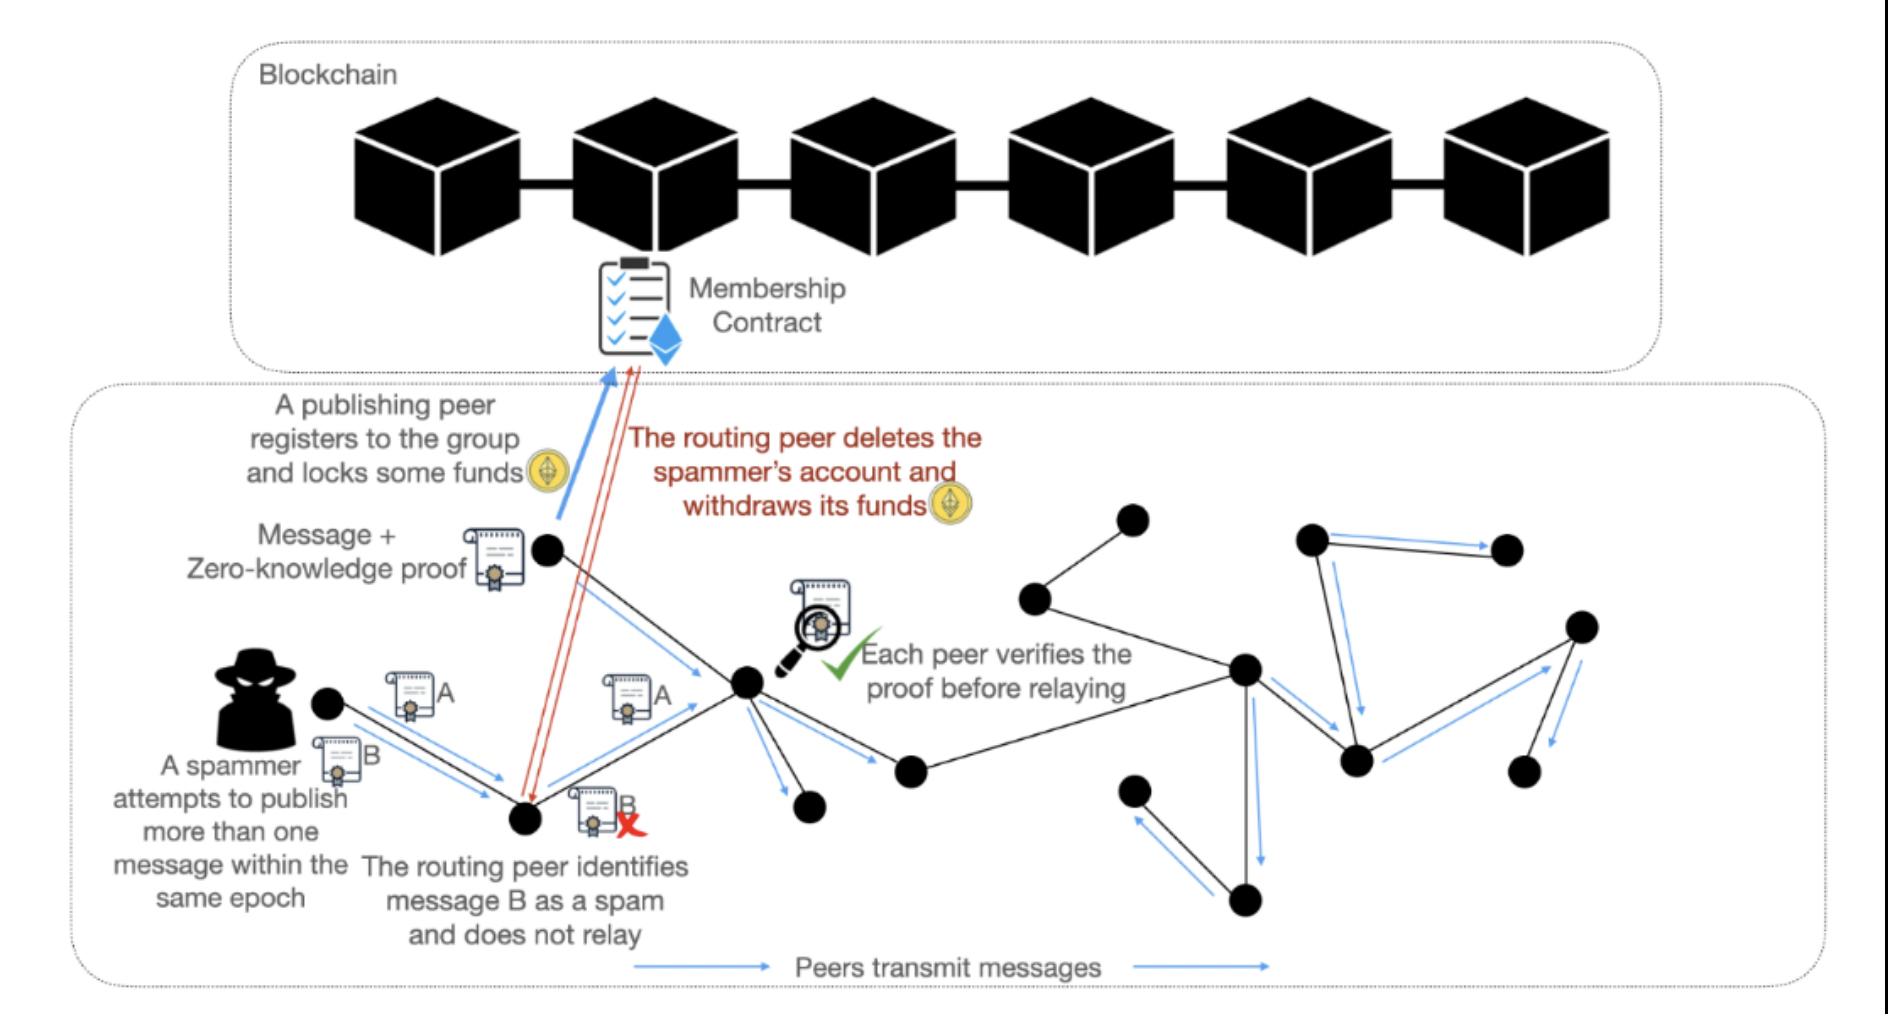 Blockchain
Membership
Contract
A publishing peer
registers to the group
and locks some funds
The routing peer deletes the
spammer's account and
withdraws its funds
Message +
Zero-knowledge proof
Each peer verifies the
proof before relaying
A
A
B
A spammer
attempts to publish
more than one
message within the
same epoch
B
The routing peer identifies
message B as a spam
and does not relay
Peers transmit messages